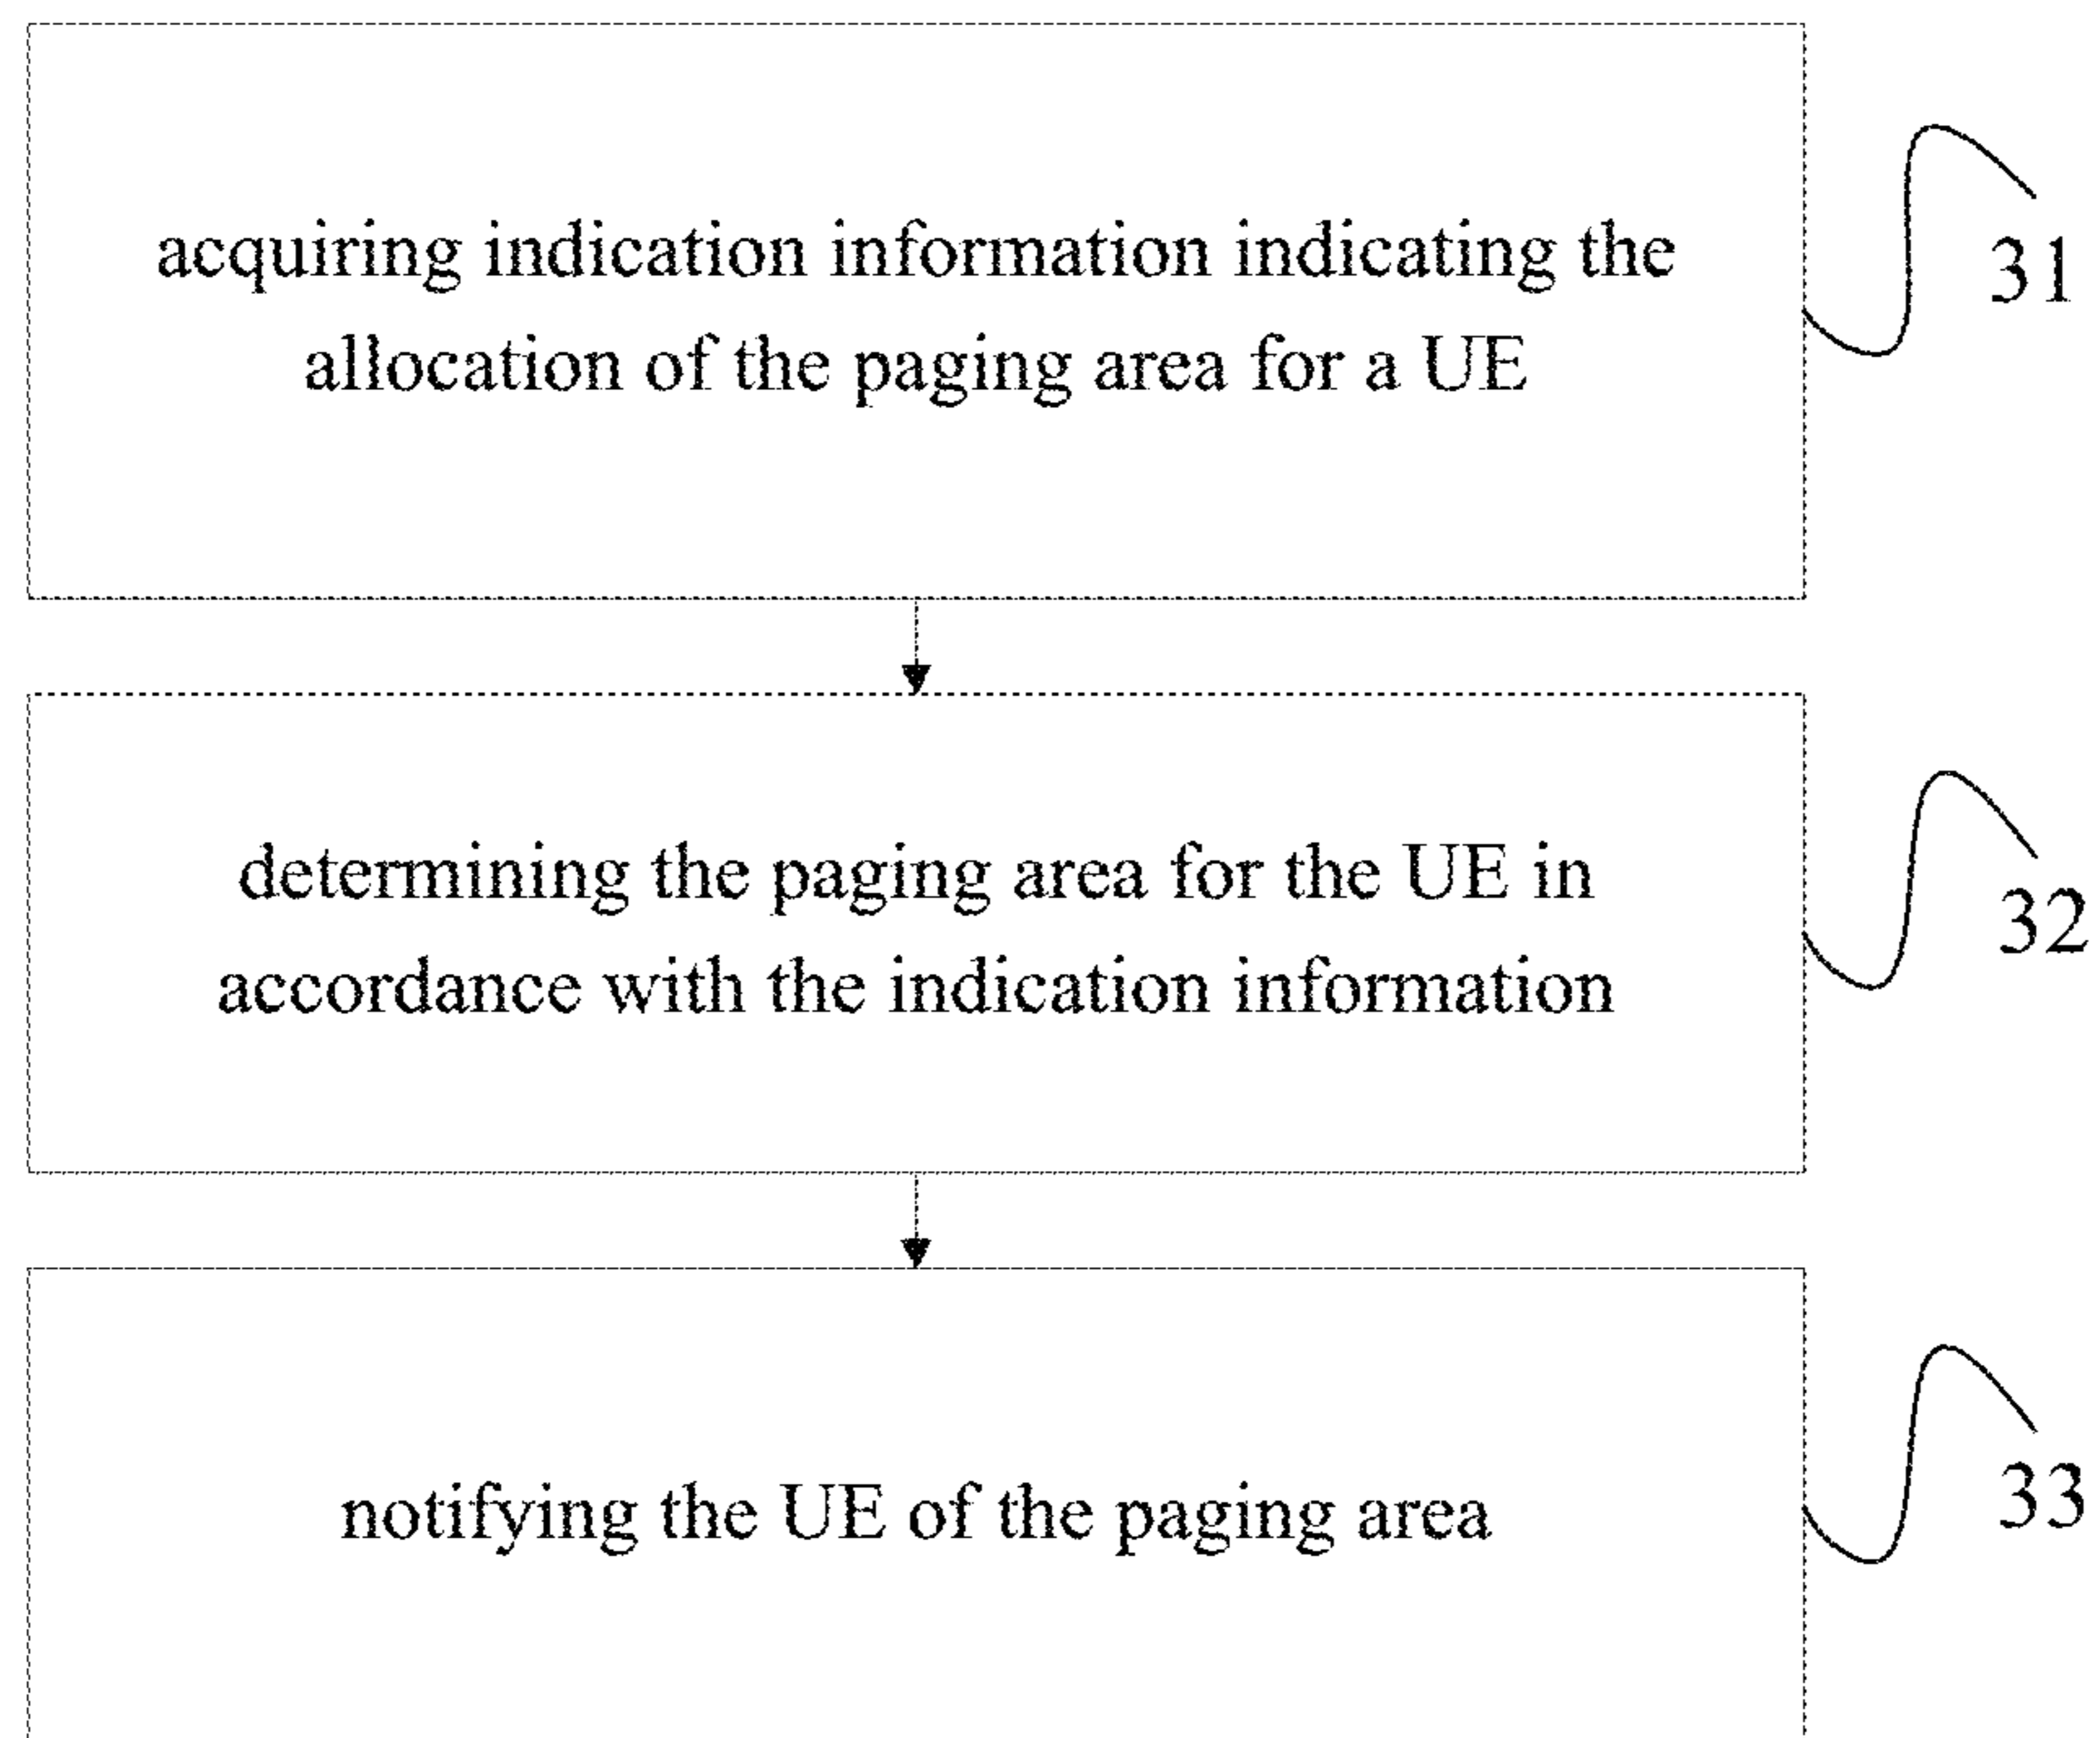 acquiring indication information indicating the
allocation of the paging area for a UE
31
determining the paging area for the UE in
accordance with the indication information
32
notifying the UE of the paging area
33